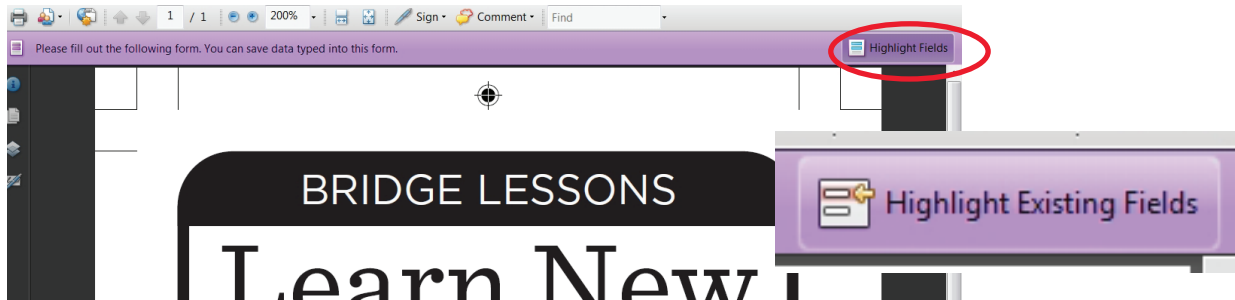 1 / 1 200% Sign Comment Find
Please fill out the following form. You can save data typed into this form. Highlight Fields
BRIDGE LESSONS
Highlight Existing Fields
Learn New